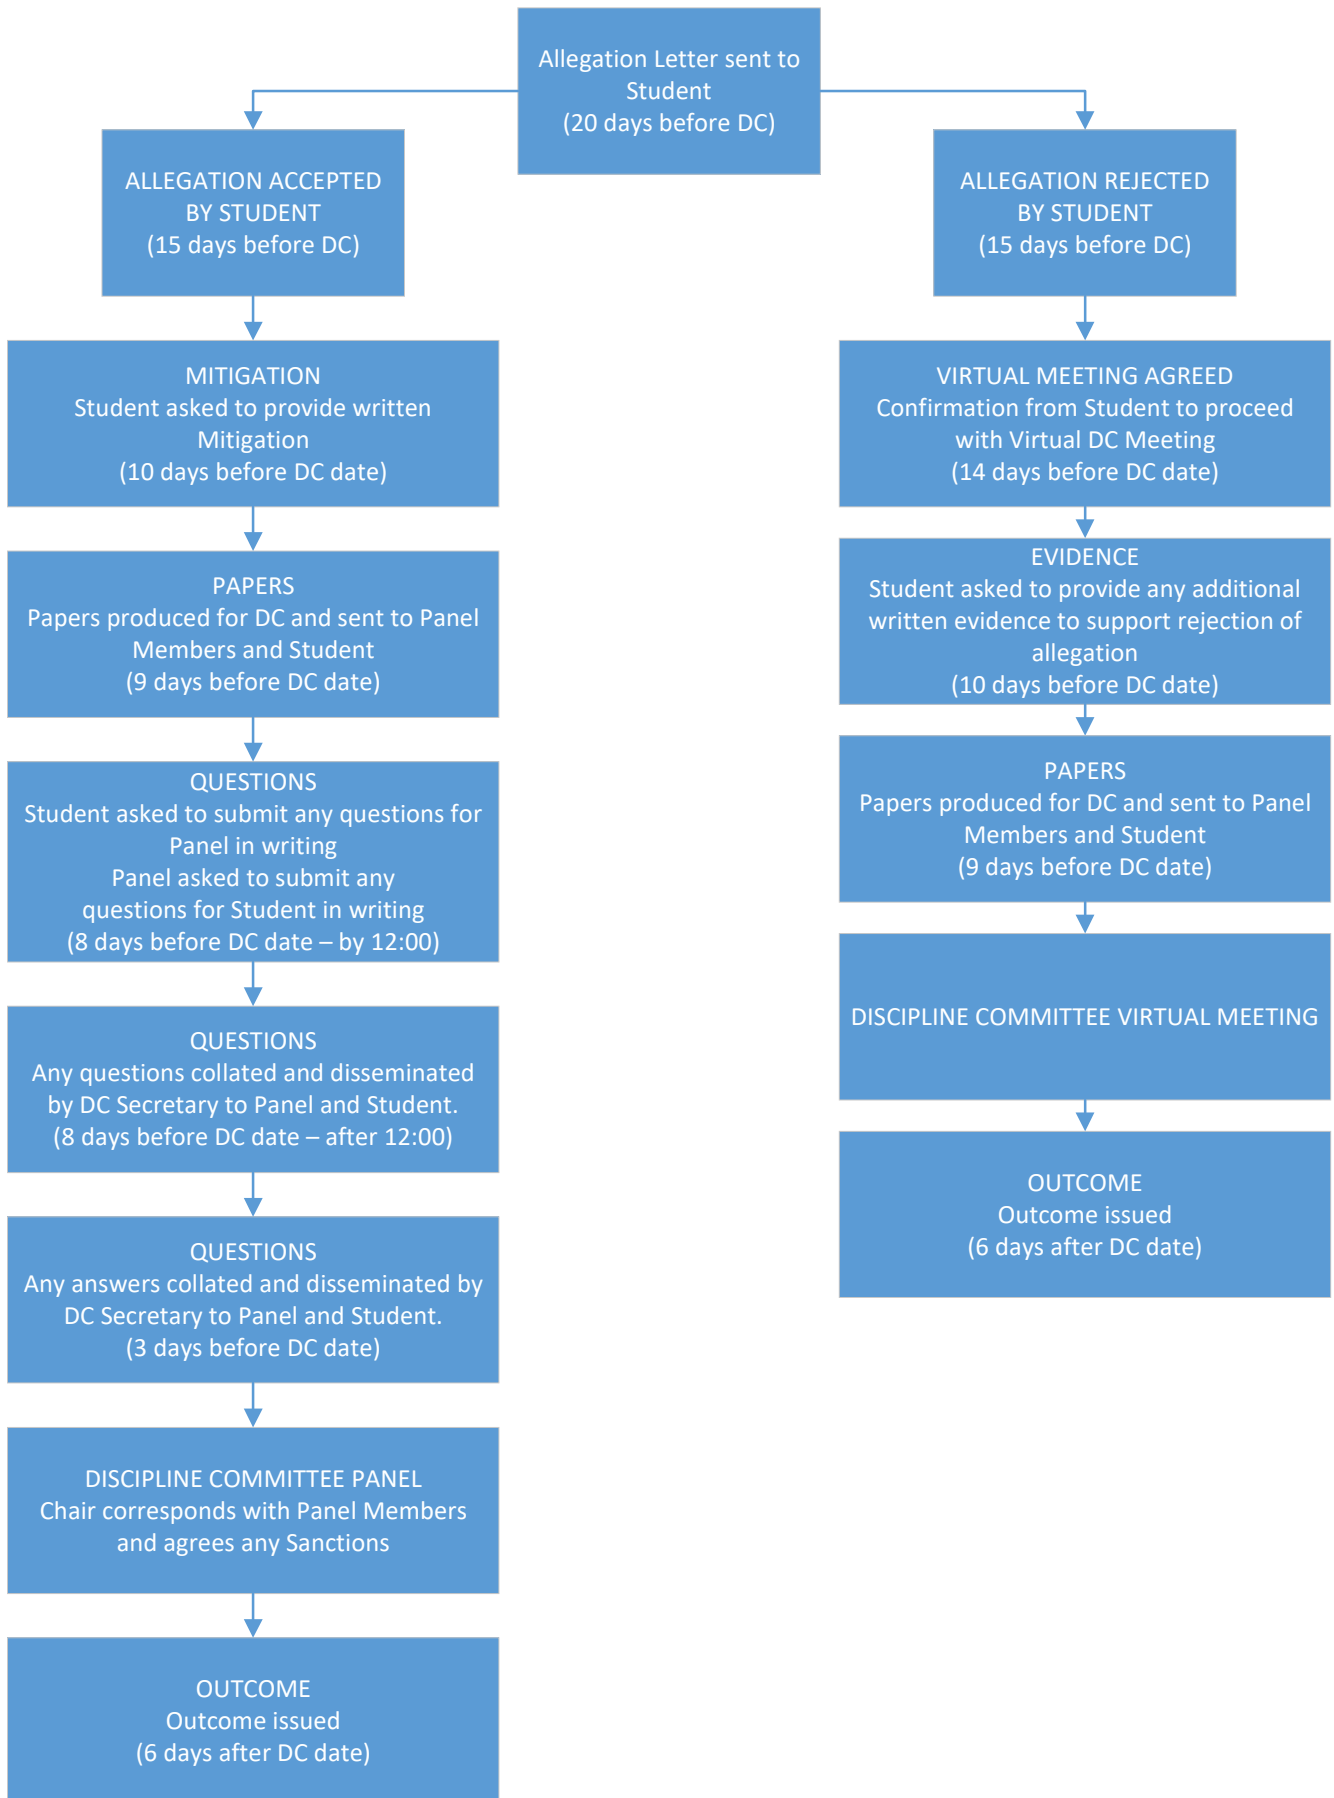 Allegation Letter sent to
Student
(20 days before DC)
ALLEGATION ACCEPTED
BY STUDENT
(15 days before DC)
MITIGATION
Student asked to provide written
Mitigation
(10 days before DC date)
PAPERS
Papers produced for DC and sent to Panel
Members and Student
(9 days before DC date)
QUESTIONS
Student asked to submit any questions for
Panel in writing
Panel asked to submit any
questions for Student in writing
(8 days before DC date – by 12:00)
QUESTIONS
Any questions collated and disseminated
by DC Secretary to Panel and Student.
(8 days before DC date – after 12:00)
QUESTIONS
Any answers collated and disseminated by
DC Secretary to Panel and Student.
(3 days before DC date)
DISCIPLINE COMMITTEE PANEL
Chair corresponds with Panel Members
and agrees any Sanctions
OUTCOME
Outcome issued
(6 days after DC date)
ALLEGATION REJECTED
BY STUDENT
(15 days before DC)
VIRTUAL MEETING AGREED
Confirmation from Student to proceed
with Virtual DC Meeting
(14 days before DC date)
EVIDENCE
Student asked to provide any additional
written evidence to support rejection of
allegation
(10 days before DC date)
PAPERS
Papers produced for DC and sent to Panel
Members and Student
(9 days before DC date)
DISCIPLINE COMMITTEE VIRTUAL MEETING
OUTCOME
Outcome issued
(6 days after DC date)